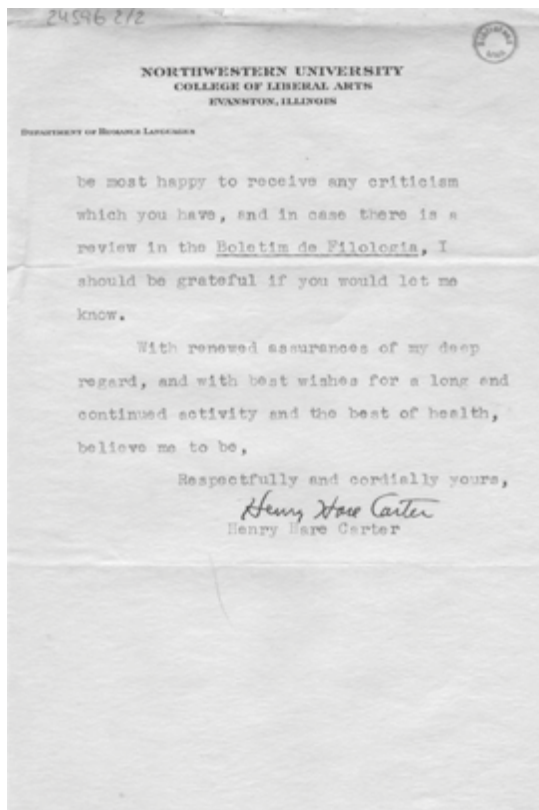 24596 2/2
NORTHWESTERN UNIVERSITY
COLLEGE OF LIBERAL ARTS
EVANSTON, ILLINOIS
DEPARTMENT OF ROMANCE LANGUAGES
be most happy to receive any criticism
which you have, and in case there is a
review in the Boletim de Filologia, I
should be grateful if you would let me
know.
With renewed assurances of my deep
regard, and with best wishes for a long and
continued activity and the best of health,
believe me to be,
Respectfully and cordially yours,
Henry Hare Carter
Henry Hare Carter